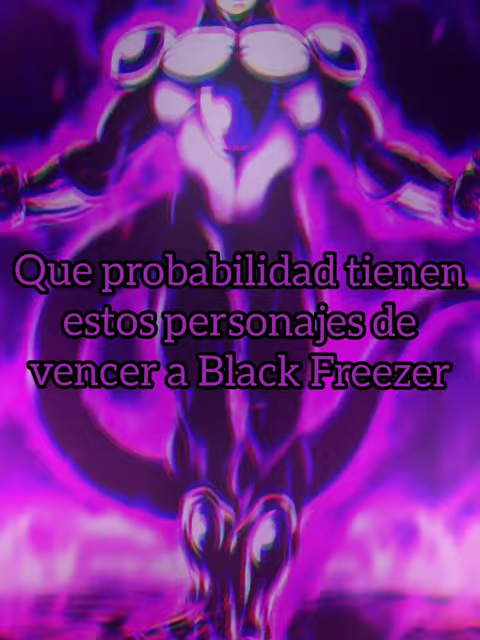 Que probabilidad tienen
estos personajes de
vencer a Black Freezer